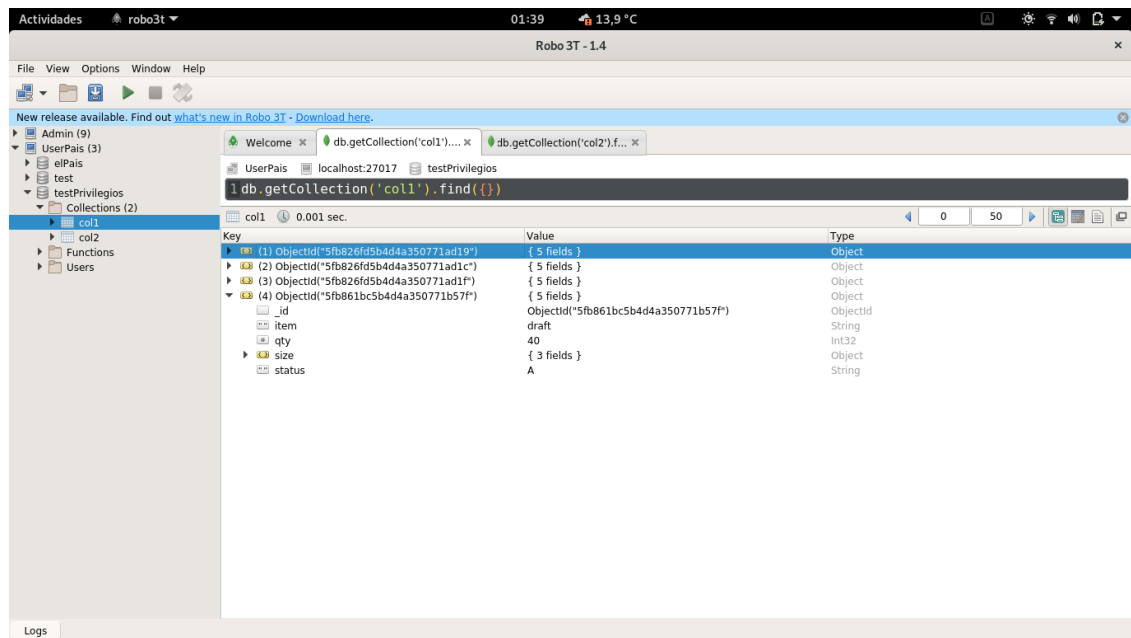 Actividades robo3t 01:39 13,9 °C A
Robo 3T - 1.4 ×
File View Options Window Help
New release available. Find out what's new in Robo 3T - Download here.
Admin (9)
UserPais (3)
elPais
test
testPrivilegios
Collections (2)
col1
col2
Functions
Users
Welcome db.getCollection('col1').... db.getCollection('col2').f...
UserPais localhost:27017 testPrivilegios
1 db.getCollection('col1').find({})
col1 0.001 sec. 0 50
Key Value Type
(1) ObjectId("5fb826fd5b4d4a350771ad19") { 5 fields } Object
(2) ObjectId("5fb826fd5b4d4a350771ad1c") { 5 fields } Object
(3) ObjectId("5fb826fd5b4d4a350771ad1f") { 5 fields } Object
(4) ObjectId("5fb861bc5b4d4a350771b57f") { 5 fields } Object
_id ObjectId("5fb861bc5b4d4a350771b57f") ObjectId
item draft String
qty 40 Int32
size { 3 fields } Object
status A String
Logs